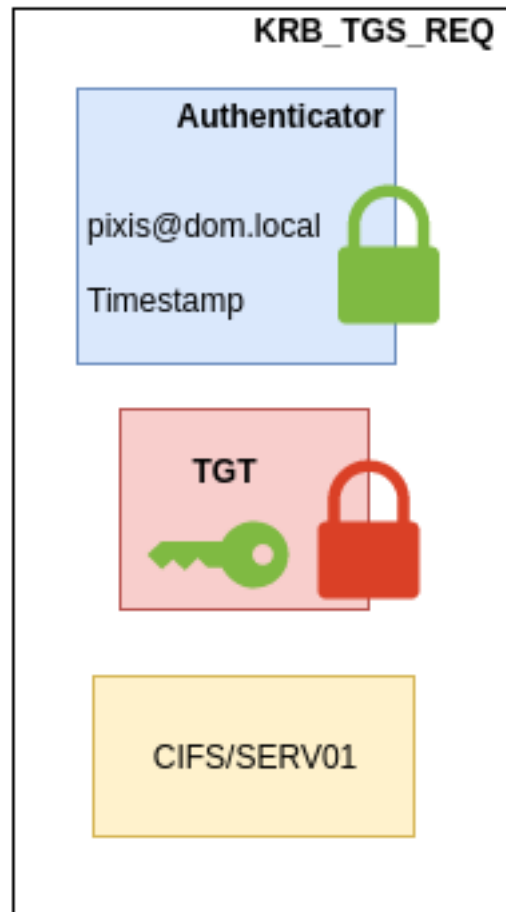 KRB_TGS_REQ
Authenticator
pixis@dom.local
Timestamp
TGT
CIFS/SERV01